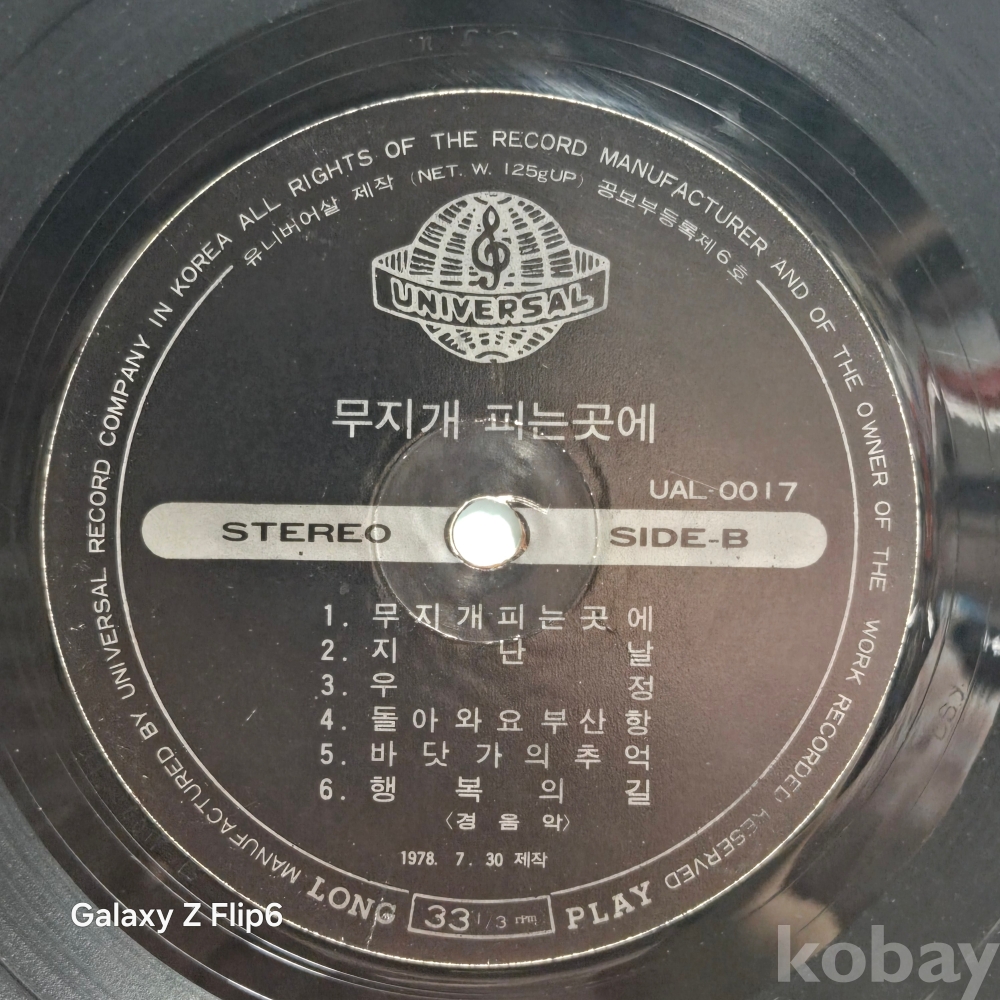 MANUFACTURED BY UNIVERSAL RECORD COMPANY IN KOREA ALL RIGHTS OF THE RECORD MANUFACTURER AND OF THE OWNER OF THE WORK RECORDED RESERVED
유니버어살 제작 (NET. W. 125gUP) 공보부등록제6호
UNIVERSAL
무지개 피는곳에
UAL-0017
STEREO SIDE-B
1. 무지개피는곳에
2. 지난날
3. 우정
4. 돌아와요부산항
5. 바닷가의추억
6. 행복의길
〈경음악〉
1978. 7. 30 제작
LONG 33 1/3 rpm PLAY
Galaxy Z Flip6
kobay